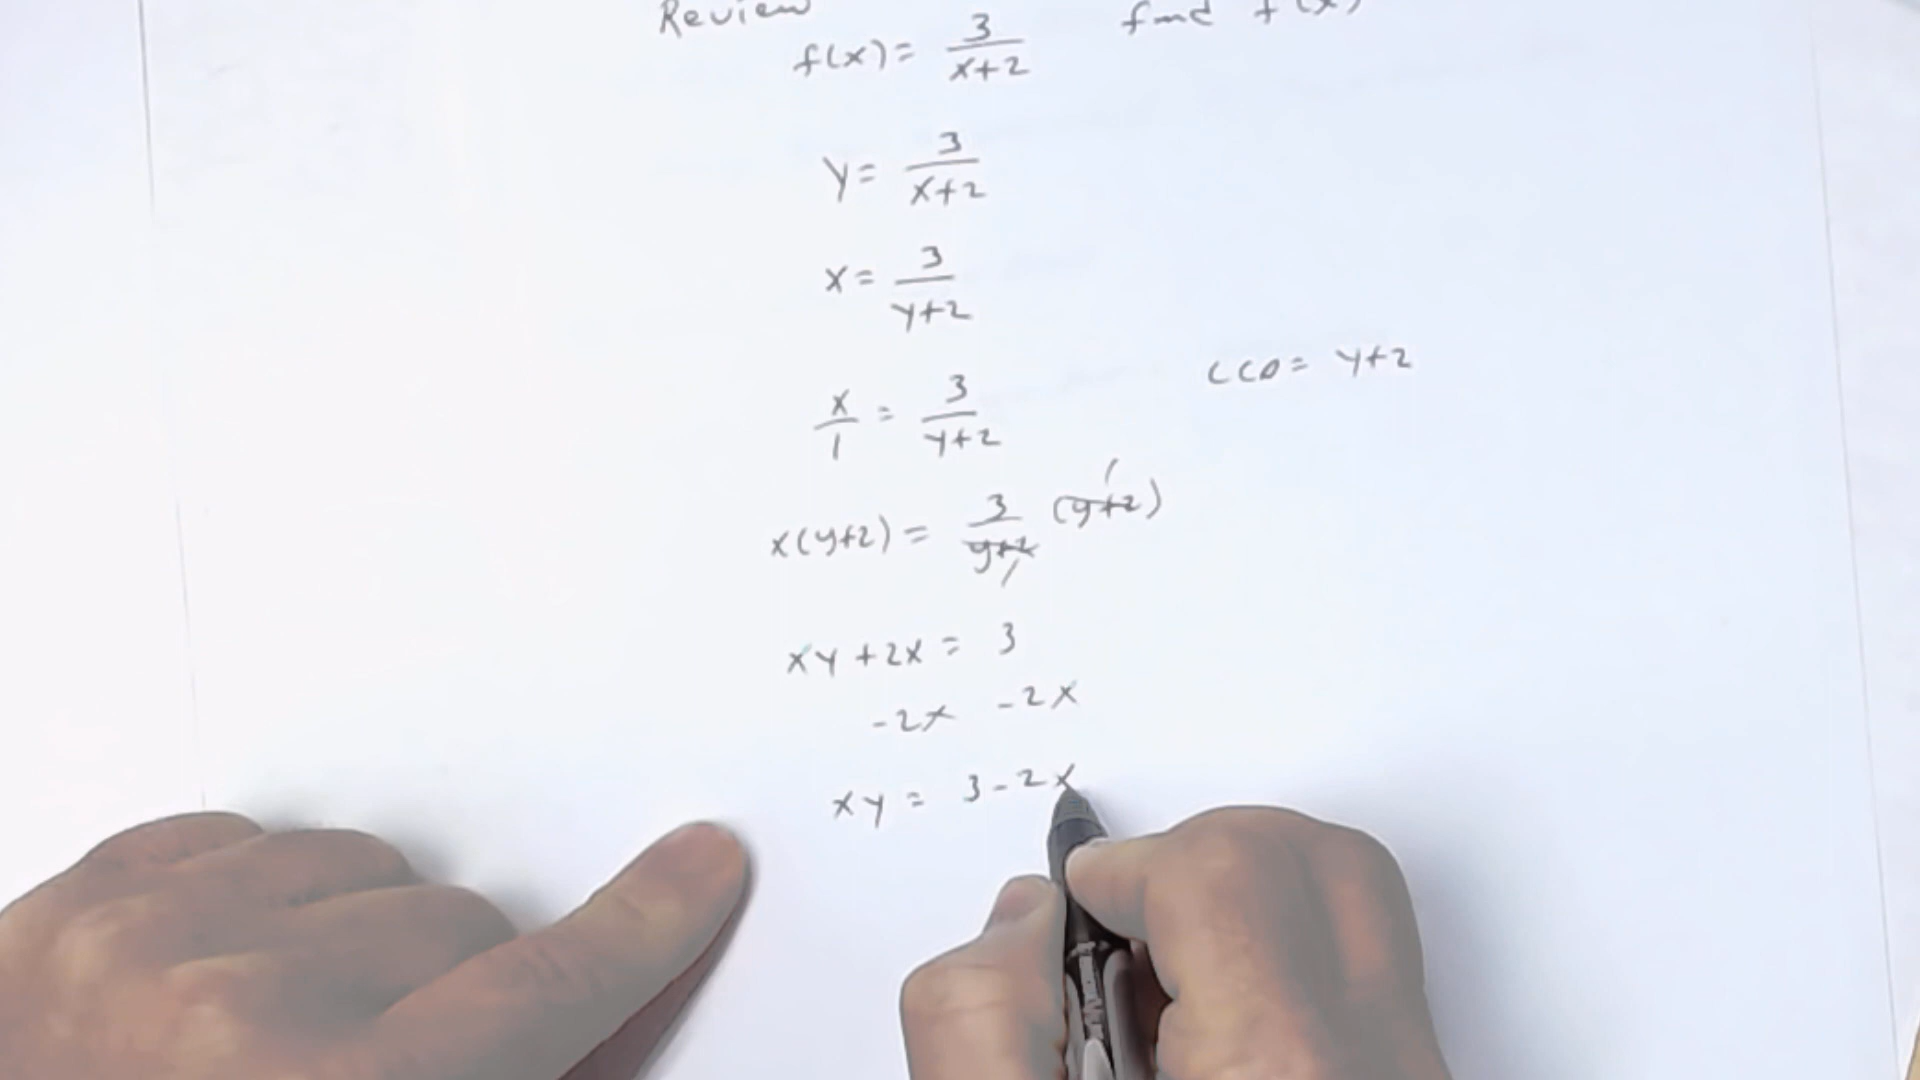 Review
f(x) = 3/(x+2) find f(x)
y = 3/(x+2)
x = 3/(y+2)
x/1 = 3/(y+2) LCD = y+2
x(y+2) = 3/(y+2) (y+2)
xy + 2x = 3
-2x -2x
xy = 3 - 2x